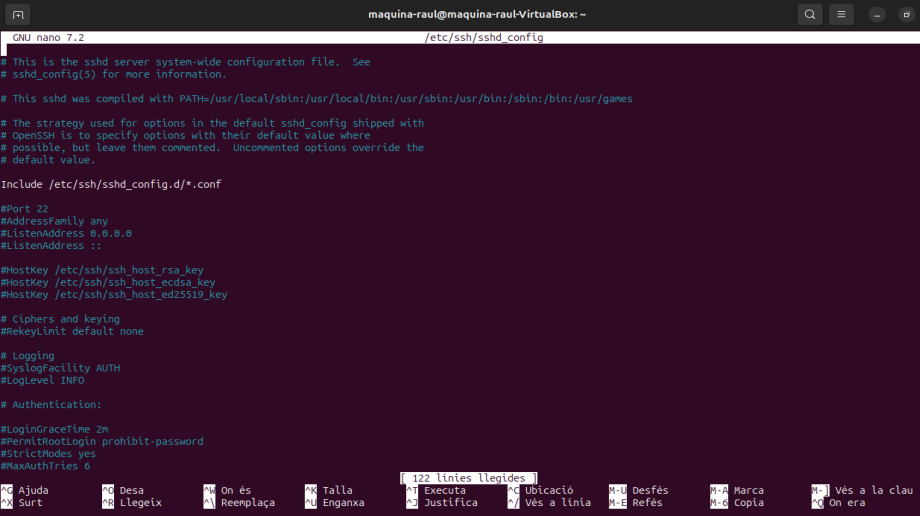 maquina-raul@maquina-raul-VirtualBox: ~
GNU nano 7.2 /etc/ssh/sshd_config
# This is the sshd server system-wide configuration file.  See
# sshd_config(5) for more information.
# This sshd was compiled with PATH=/usr/local/sbin:/usr/local/bin:/usr/sbin:/usr/bin:/sbin:/bin:/usr/games
# The strategy used for options in the default sshd_config shipped with
# OpenSSH is to specify options with their default value where
# possible, but leave them commented.  Uncommented options override the
# default value.
Include /etc/ssh/sshd_config.d/*.conf
#Port 22
#AddressFamily any
#ListenAddress 0.0.0.0
#ListenAddress ::
#HostKey /etc/ssh/ssh_host_rsa_key
#HostKey /etc/ssh/ssh_host_ecdsa_key
#HostKey /etc/ssh/ssh_host_ed25519_key
# Ciphers and keying
#RekeyLimit default none
# Logging
#SyslogFacility AUTH
#LogLevel INFO
# Authentication:
#LoginGraceTime 2m
#PermitRootLogin prohibit-password
#StrictModes yes
#MaxAuthTries 6
[ 122 línies llegides ]
^G Ajuda ^O Desa ^W On és ^K Talla ^T Executa ^C Ubicació M-U Desfés M-A Marca M-] Vés a la clau
^X Surt ^R Llegeix ^\ Reemplaça ^U Enganxa ^J Justifica ^/ Vés a línia M-E Refés M-6 Copia ^Q On era